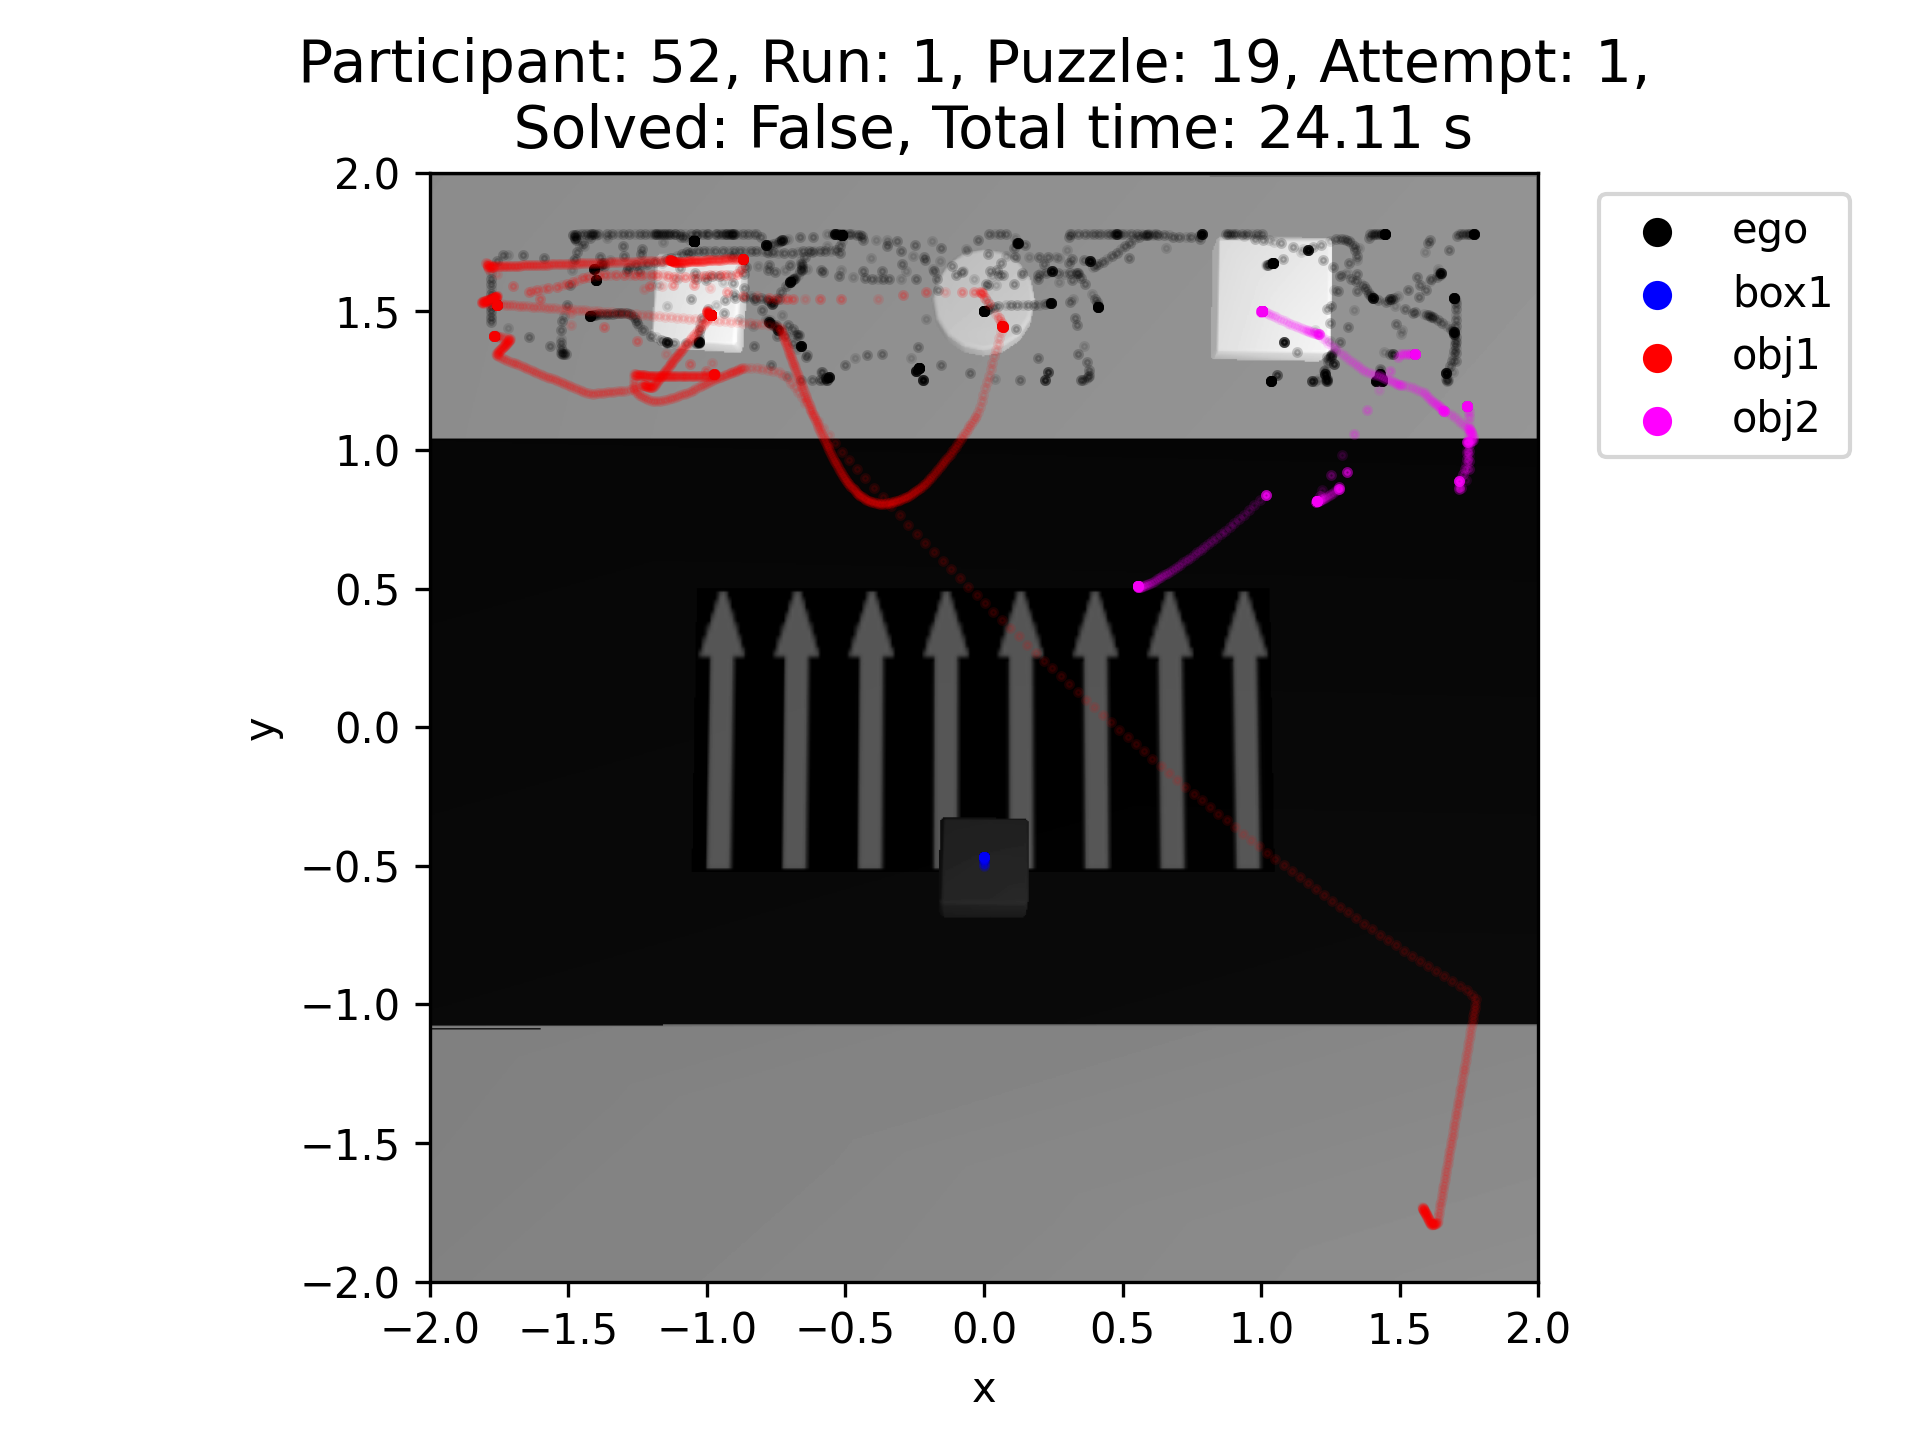 Participant: 52, Run: 1, Puzzle: 19, Attempt: 1,
Solved: False, Total time: 24.11 s
ego
box1
obj1
obj2
2.0
1.5
1.0
0.5
0.0
−0.5
−1.0
−1.5
−2.0
y
−2.0 −1.5 −1.0 −0.5 0.0 0.5 1.0 1.5 2.0
x